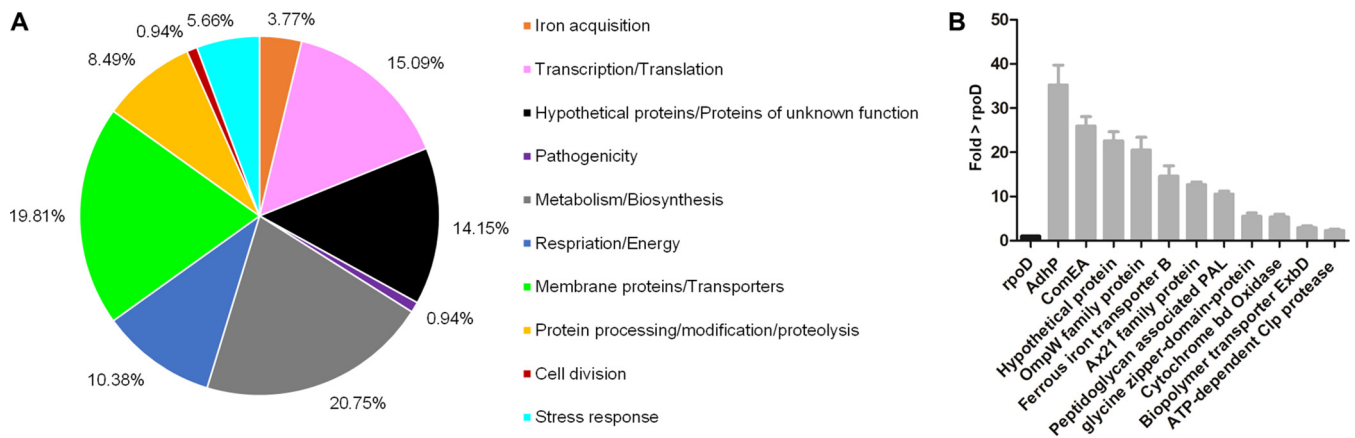 A
3.77%
15.09%
14.15%
0.94%
20.75%
10.38%
19.81%
8.49%
0.94%
5.66%
Iron acquisition
Transcription/Translation
Hypothetical proteins/Proteins of unknown function
Pathogenicity
Metabolism/Biosynthesis
Respriation/Energy
Membrane proteins/Transporters
Protein processing/modification/proteolysis
Cell division
Stress response
B
Fold > rpoD
50
40
30
20
10
0
rpoD
AdhP
ComEA
Hypothetical protein
OmpW family protein
Ferrous iron transporter B
Ax21 family protein
Peptidoglycan associated PAL
glycine zipper-domain-protein
Cytochrome bd Oxidase
Biopolymer transporter ExbD
ATP-dependent Clp protease